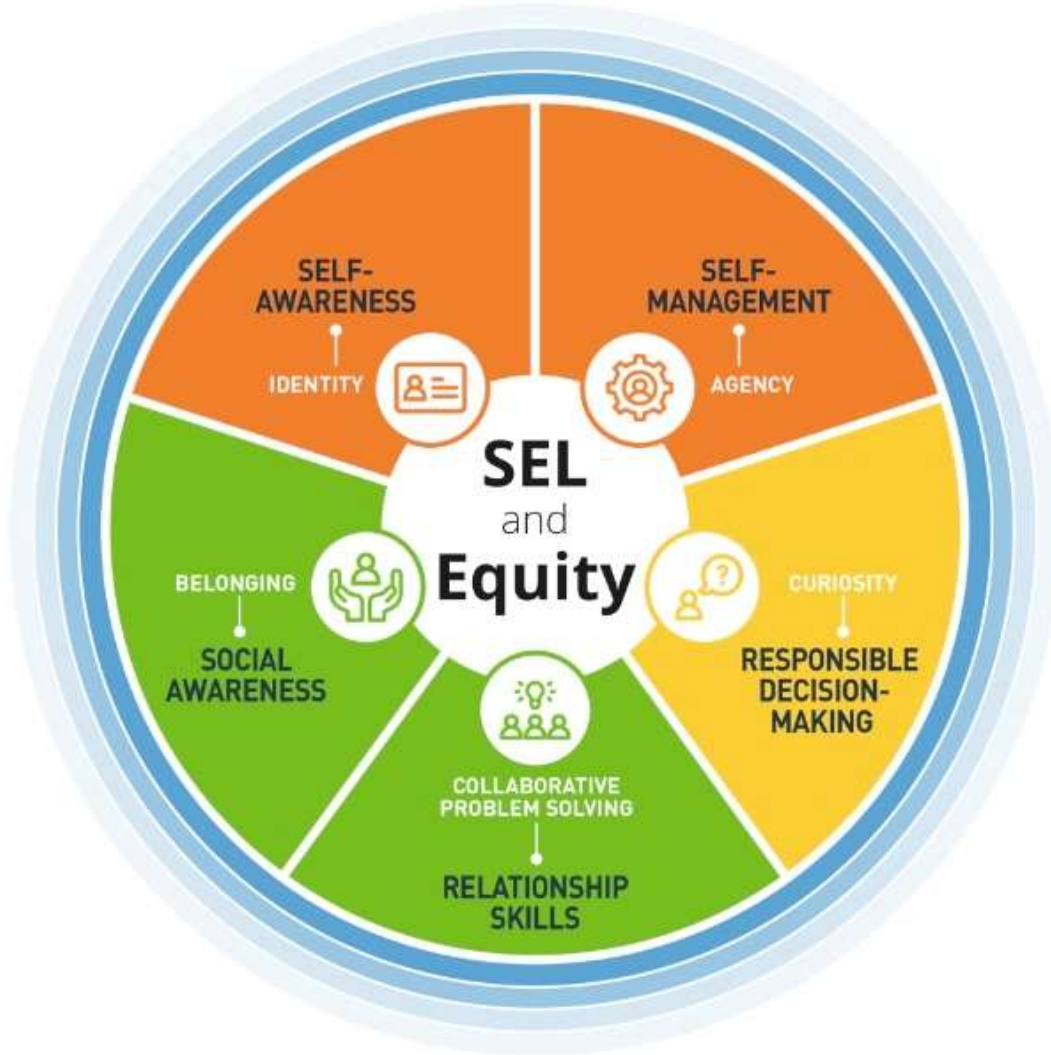 SELF-
AWARENESS
IDENTITY
SELF-
MANAGEMENT
AGENCY
SEL
and
Equity
BELONGING
SOCIAL
AWARENESS
?
CURIOSITY
RESPONSIBLE
DECISION-
MAKING
COLLABORATIVE
PROBLEM SOLVING
RELATIONSHIP
SKILLS